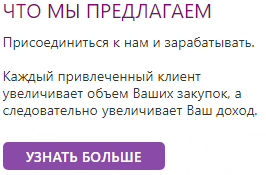 ЧТО МЫ ПРЕДЛАГАЕМ
Присоединиться к нам и зарабатывать.
Каждый привлеченный клиент
увеличивает объем Ваших закупок, а
следовательно увеличивает Ваш доход.
УЗНАТЬ БОЛЬШЕ